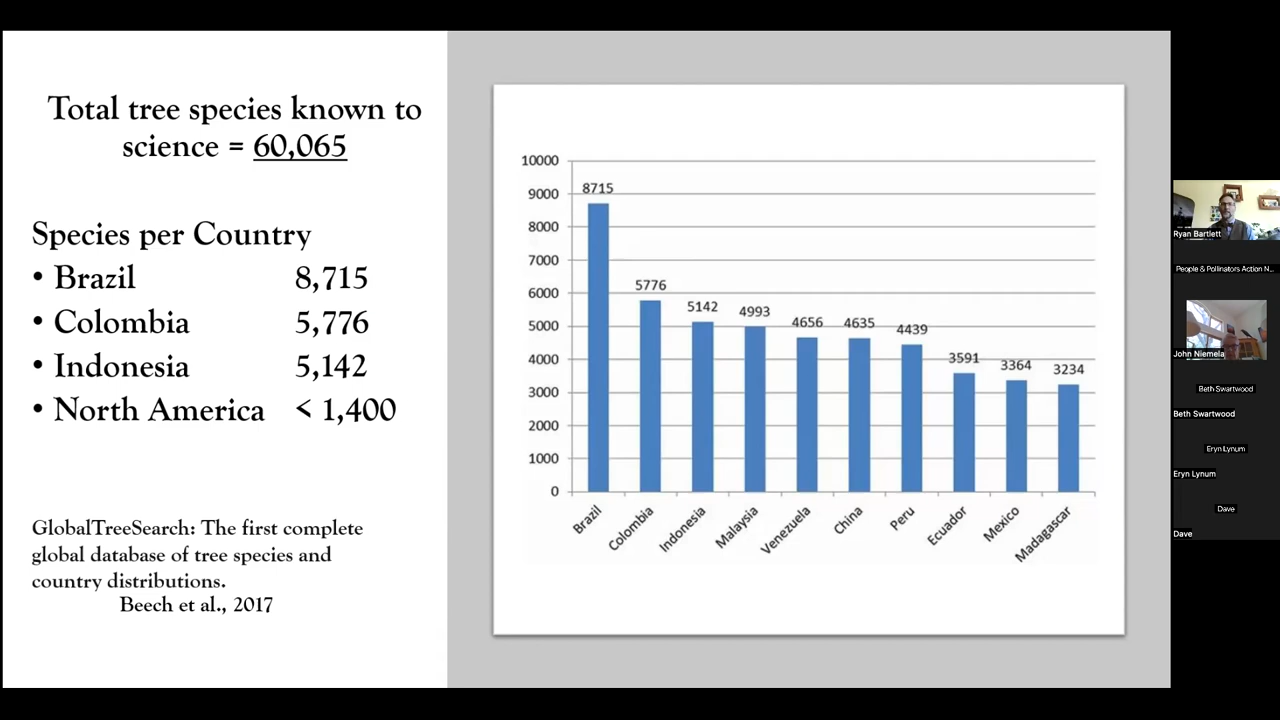 Total tree species known to
science = 60,065
Species per Country
• Brazil 8,715
• Colombia 5,776
• Indonesia 5,142
• North America < 1,400
GlobalTreeSearch: The first complete
global database of tree species and
country distributions.
Beech et al., 2017
10000
9000
8000
7000
6000
5000
4000
3000
2000
1000
0
8715
5776
5142
4993
4656
4635
4439
3591
3364
3234
Brazil
Colombia
Indonesia
Malaysia
Venezuela
China
Peru
Ecuador
Mexico
Madagascar
Ryan Bartlett
People & Pollinators Action N...
John Niemela
Beth Swartwood
Beth Swartwood
Eryn Lynum
Eryn Lynum
Dave
Dave